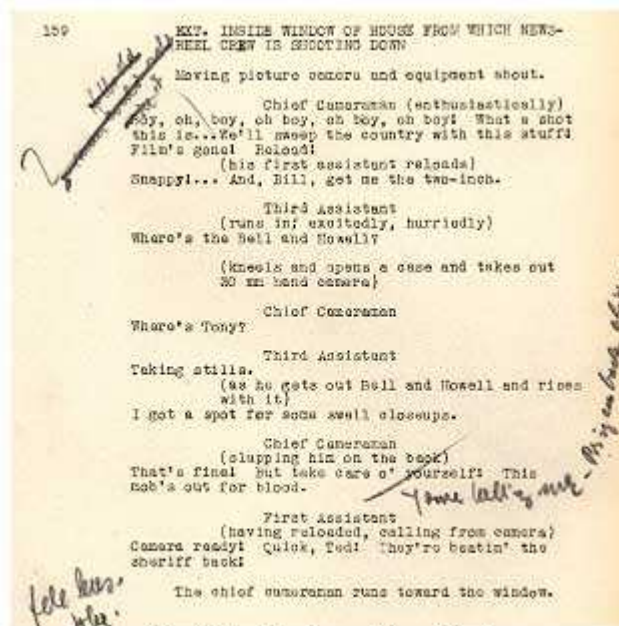 159
EXT. INSIDE WINDOW OF HOUSE FROM WHICH NEWS-
REEL CREW IS SHOOTING DOWN
Moving picture camera and equipment about.
Chief Cameraman (enthusiastically)
Boy, oh, boy, oh boy, oh boy, oh boy! What a shot
this is...We'll sweep the country with this stuff!
Film's gone! Reload!
(his first assistant reloads)
Snappy!... And, Bill, get me the two-inch.
Third Assistant
(runs in; excitedly, hurriedly)
Where's the Bell and Howell?
(kneels and opens a case and takes out
30 mm hand camera)
Chief Cameraman
Where's Tony?
Third Assistant
Taking stills.
(as he gets out Bell and Howell and rises
with it)
I got a spot for some swell closeups.
Chief Cameraman
(slapping him on the back)
That's fine! But take care o' yourself! This
mob's out for blood.
You're telling me -
First Assistant
(having reloaded, calling from camera)
Camera ready! Quick, Ted! They're beatin' the
sheriff back!
The chief cameraman runs toward the window.